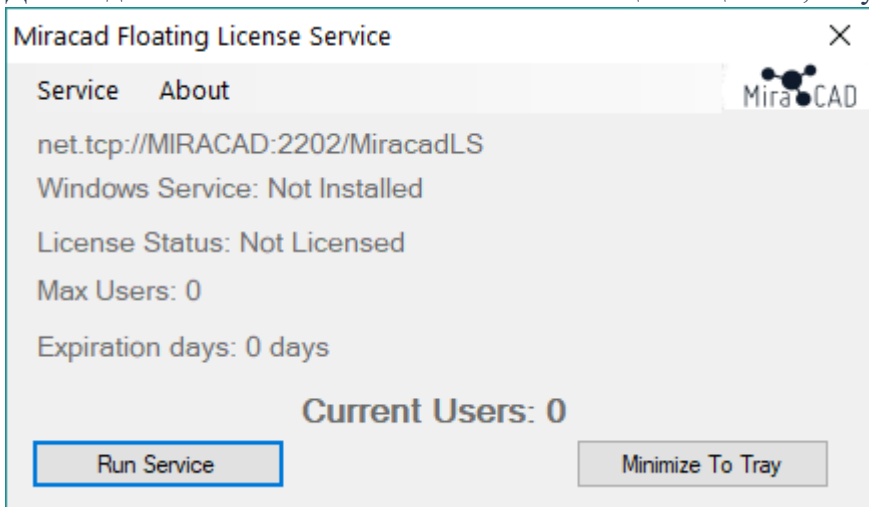 Miracad Floating License Service
Service About
Mira CAD
net.tcp://MIRACAD:2202/MiracadLS
Windows Service: Not Installed
License Status: Not Licensed
Max Users: 0
Expiration days: 0 days
Current Users: 0
Run Service Minimize To Tray